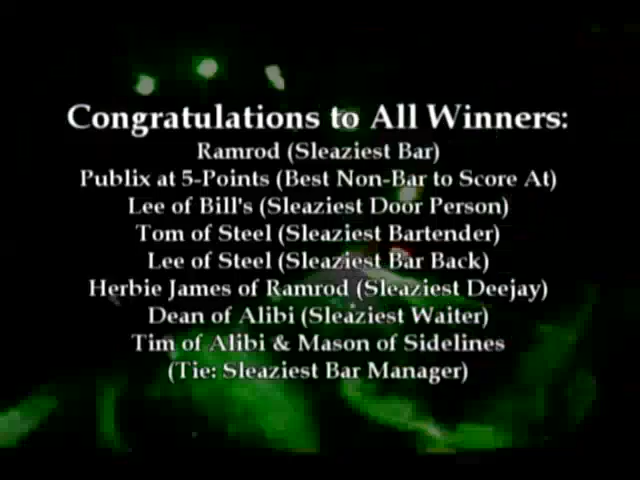 Congratulations to All Winners:
Ramrod (Sleaziest Bar)
Publix at 5-Points (Best Non-Bar to Score At)
Lee of Bill's (Sleaziest Door Person)
Tom of Steel (Sleaziest Bartender)
Lee of Steel (Sleaziest Bar Back)
Herbie James of Ramrod (Sleaziest Deejay)
Dean of Alibi (Sleaziest Waiter)
Tim of Alibi & Mason of Sidelines
(Tie: Sleaziest Bar Manager)